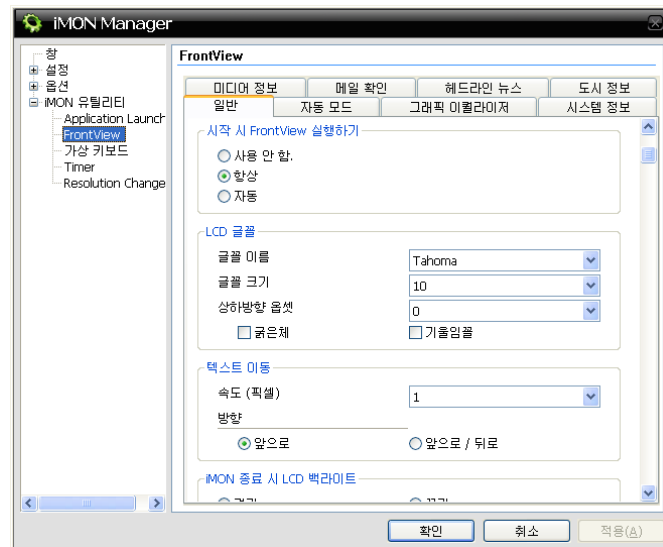 iMON Manager
창
설정
옵션
iMON 유틸리티
Application Launch
FrontView
가상 키보드
Timer
Resolution Change
FrontView
미디어 정보 메일 확인 헤드라인 뉴스 도시 정보
일반 자동 모드 그래픽 이퀄라이저 시스템 정보
시작 시 FrontView 실행하기
사용 안 함.
항상
자동
LCD 글꼴
글꼴 이름 Tahoma
글꼴 크기 10
상하방향 옵셋 0
굵은체 기울임꼴
텍스트 이동
속도 (픽셀) 1
방향
앞으로 앞으로 / 뒤로
iMON 종료 시 LCD 백라이트
확인 취소 적용(A)